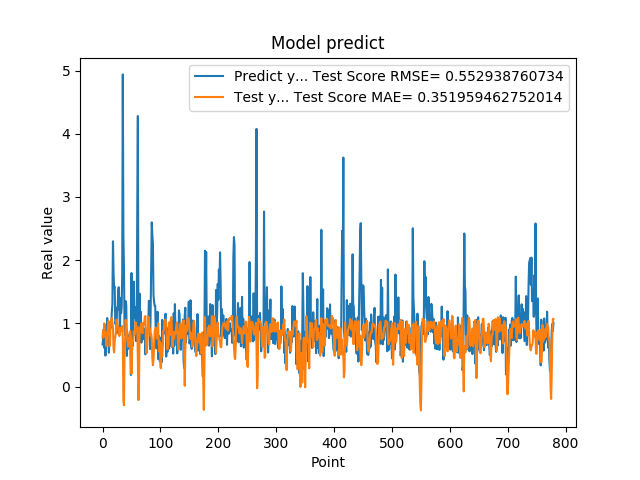 Model predict
Predict y... Test Score RMSE= 0.552938760734
Test y... Test Score MAE= 0.351959462752014
Real value
5
4
3
2
1
0
0 100 200 300 400 500 600 700 800
Point